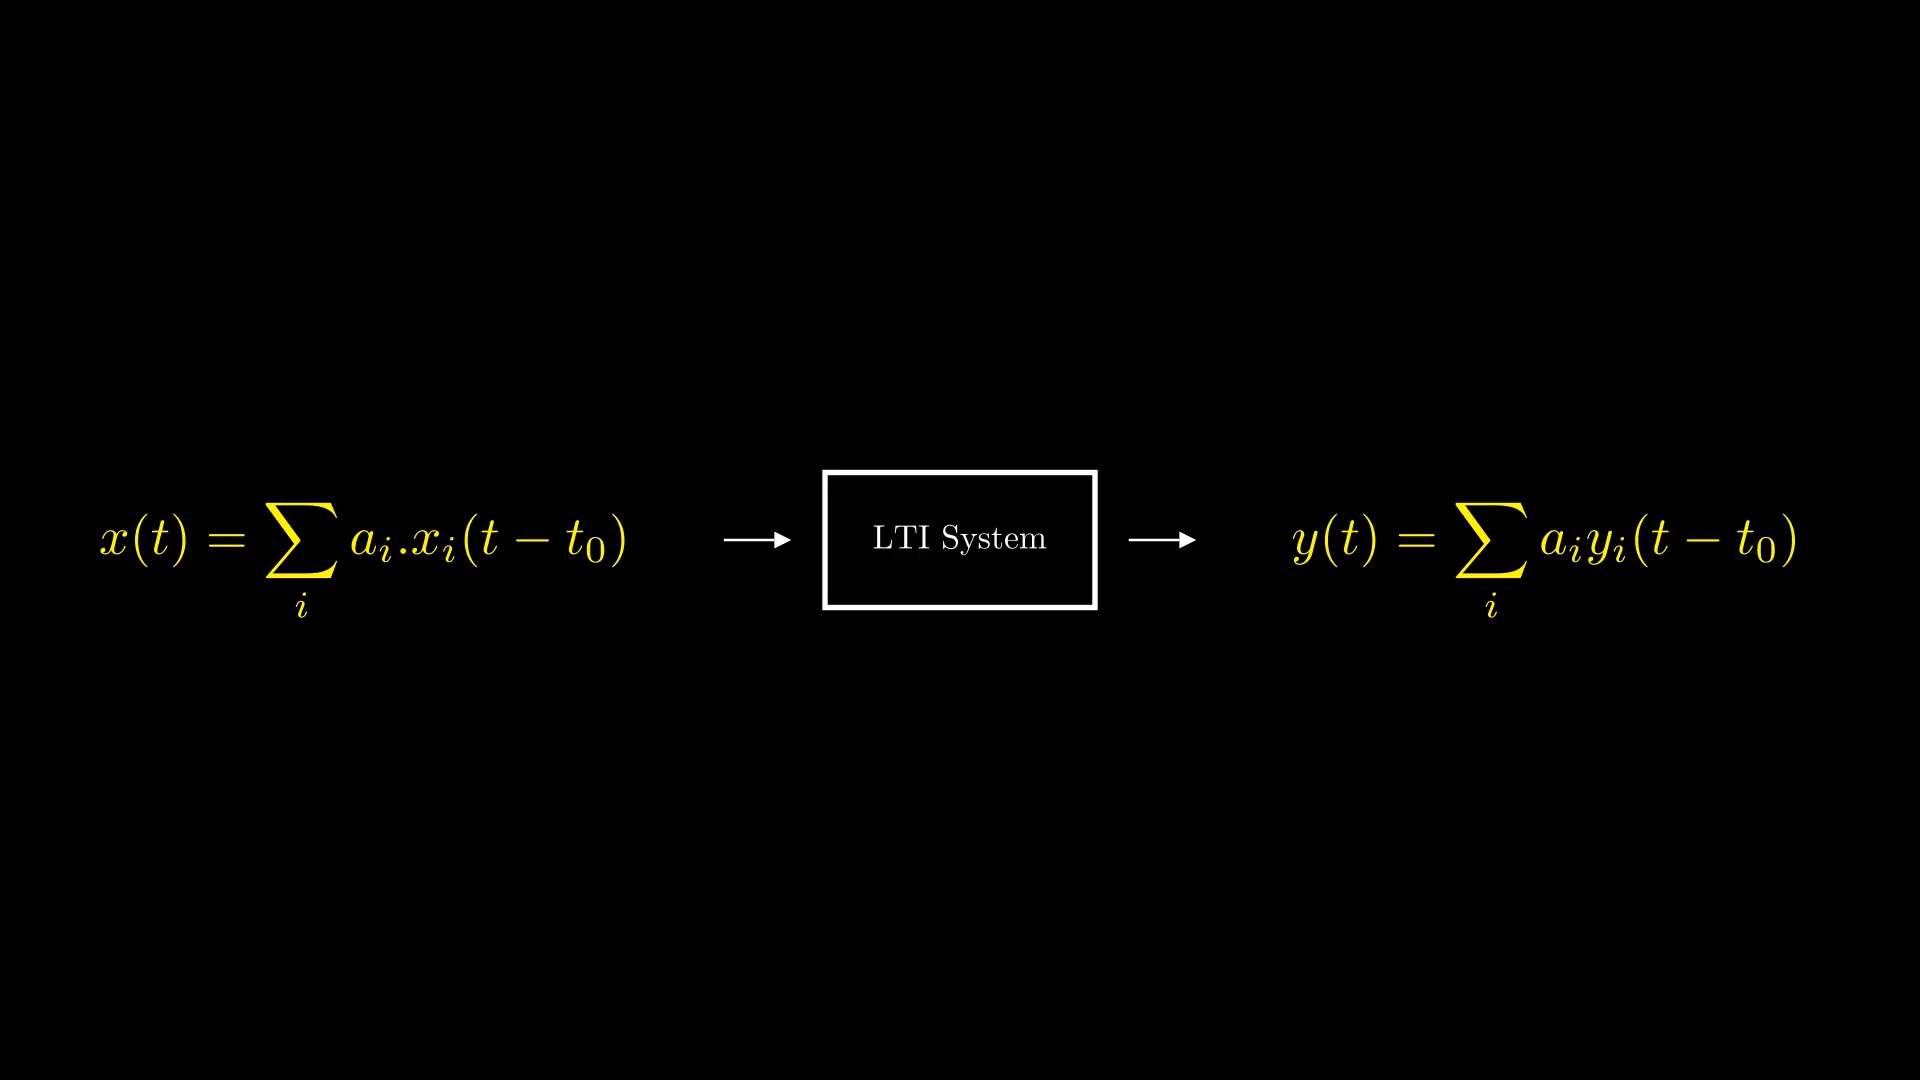 x(t) = ∑_i a_i.x_i(t − t_0)
LTI System
y(t) = ∑_i a_i y_i(t − t_0)